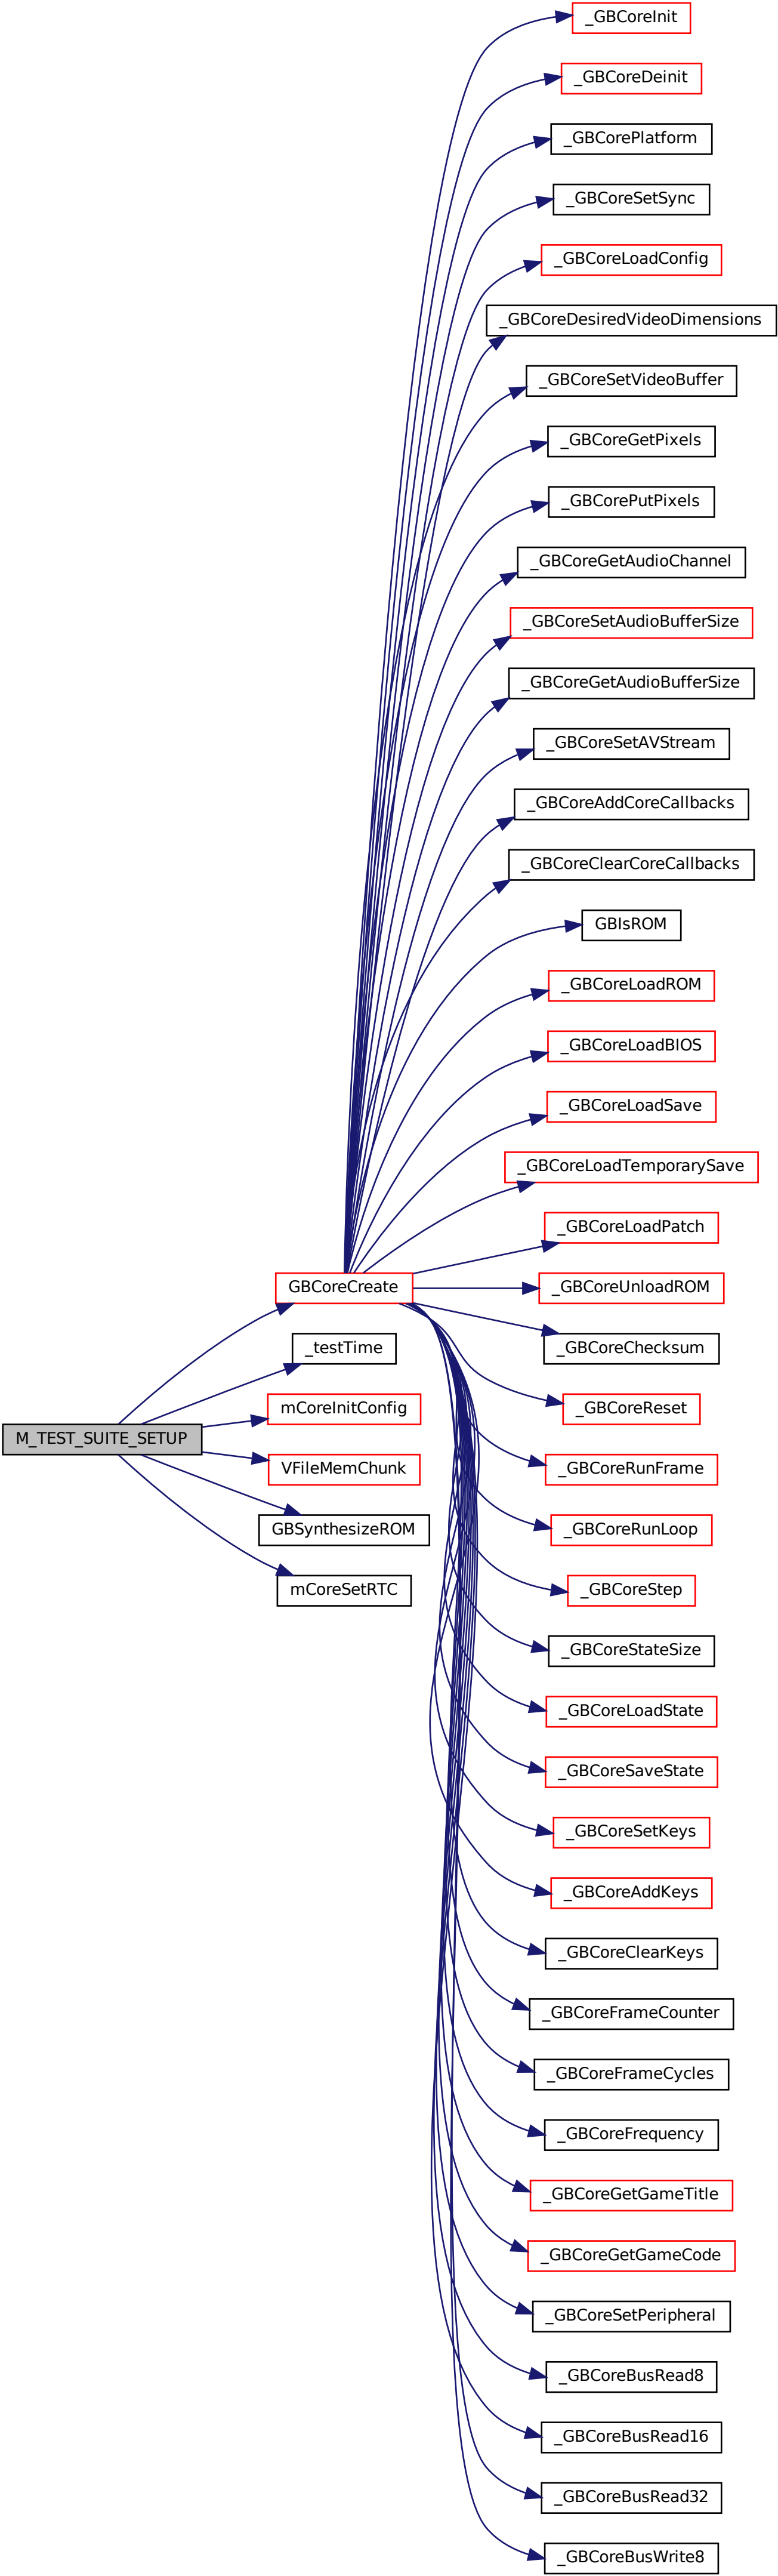 _GBCoreInit
_GBCoreDeinit
_GBCorePlatform
_GBCoreSetSync
_GBCoreLoadConfig
_GBCoreDesiredVideoDimensions
_GBCoreSetVideoBuffer
_GBCoreGetPixels
_GBCorePutPixels
_GBCoreGetAudioChannel
_GBCoreSetAudioBufferSize
_GBCoreGetAudioBufferSize
_GBCoreSetAVStream
_GBCoreAddCoreCallbacks
_GBCoreClearCoreCallbacks
GBIsROM
_GBCoreLoadROM
_GBCoreLoadBIOS
_GBCoreLoadSave
_GBCoreLoadTemporarySave
_GBCoreLoadPatch
GBCoreCreate
_GBCoreUnloadROM
_testTime
_GBCoreChecksum
mCoreInitConfig
_GBCoreReset
M_TEST_SUITE_SETUP
VFileMemChunk
_GBCoreRunFrame
GBSynthesizeROM
_GBCoreRunLoop
mCoreSetRTC
_GBCoreStep
_GBCoreStateSize
_GBCoreLoadState
_GBCoreSaveState
_GBCoreSetKeys
_GBCoreAddKeys
_GBCoreClearKeys
_GBCoreFrameCounter
_GBCoreFrameCycles
_GBCoreFrequency
_GBCoreGetGameTitle
_GBCoreGetGameCode
_GBCoreSetPeripheral
_GBCoreBusRead8
_GBCoreBusRead16
_GBCoreBusRead32
_GBCoreBusWrite8